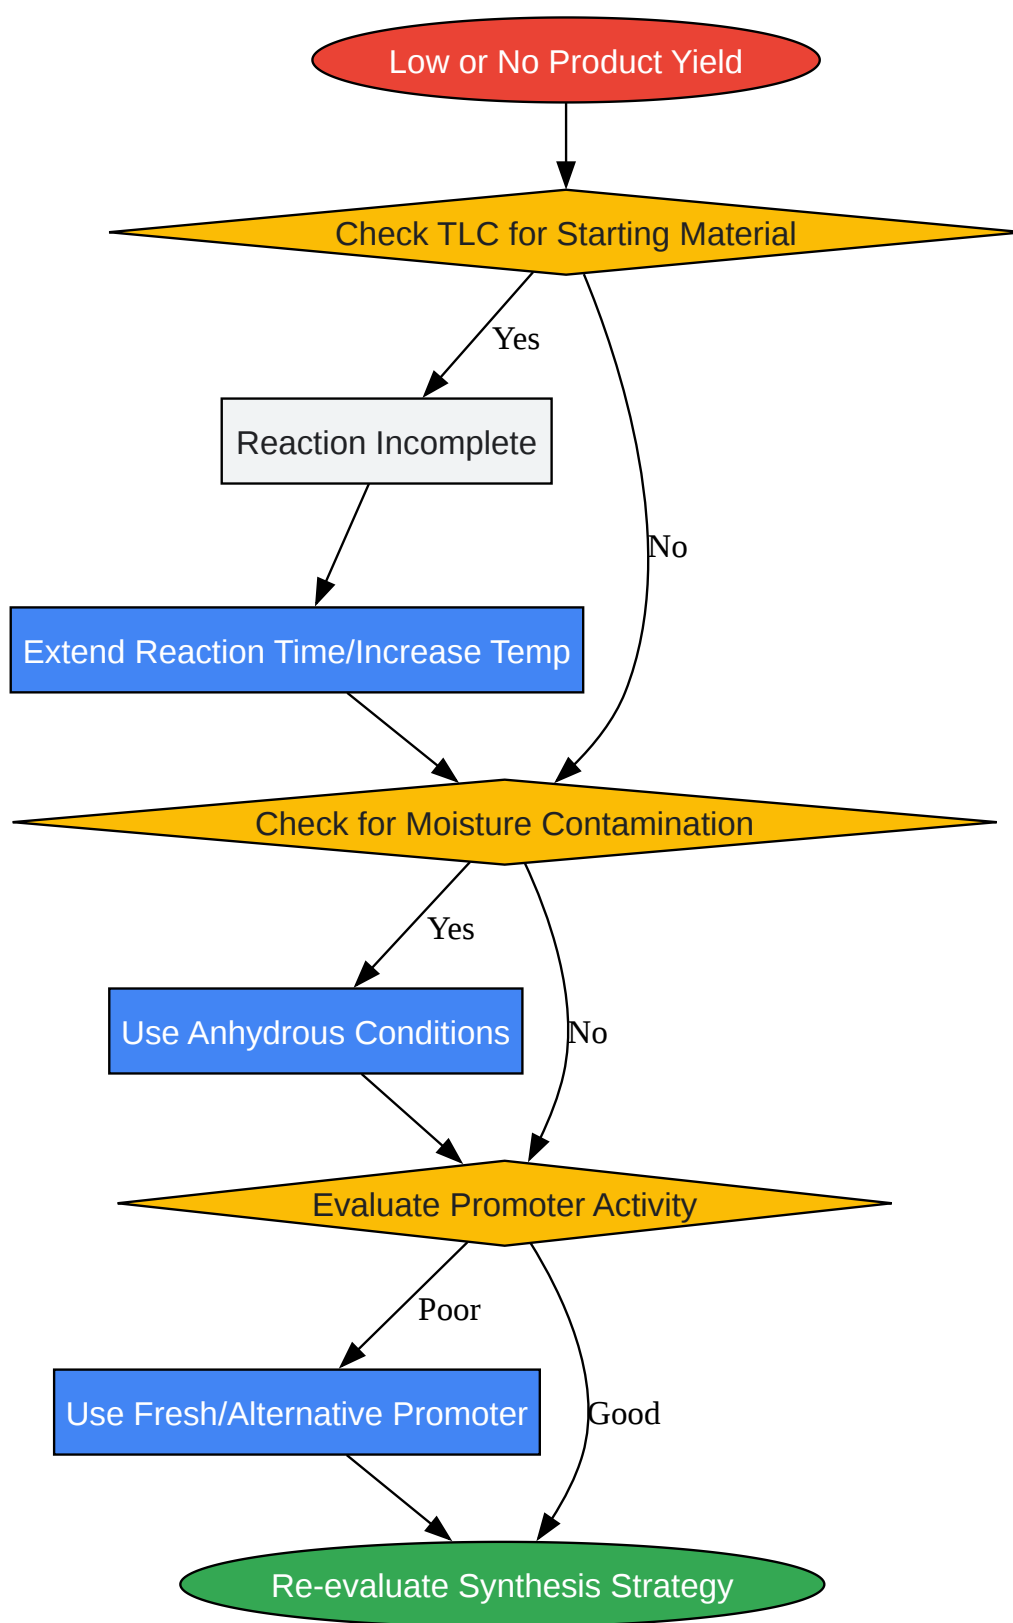 Low or No Product Yield
Check TLC for Starting Material
Yes
Reaction Incomplete
No
Extend Reaction Time/Increase Temp
Check for Moisture Contamination
Yes
Use Anhydrous Conditions
No
Evaluate Promoter Activity
Poor
Use Fresh/Alternative Promoter
Good
Re-evaluate Synthesis Strategy